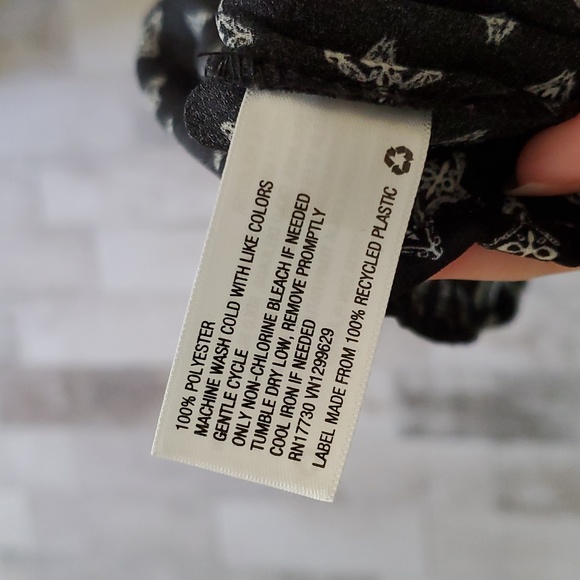 100% POLYESTER
MACHINE WASH COLD WITH LIKE COLORS
GENTLE CYCLE
ONLY NON-CHLORINE BLEACH IF NEEDED
TUMBLE DRY LOW, REMOVE PROMPTLY
COOL IRON IF NEEDED
RN17730 VN1299629
LABEL MADE FROM 100% RECYCLED PLASTIC